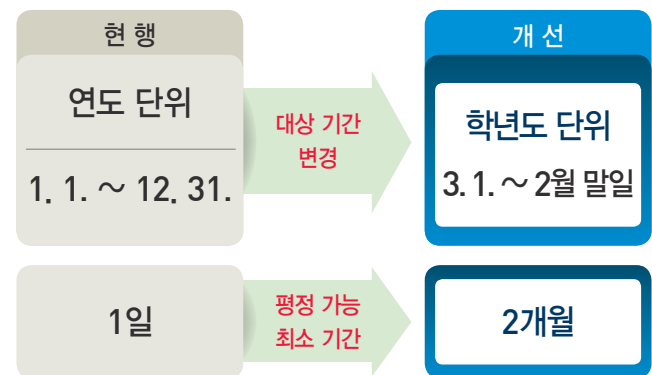 현 행
개 선
연도 단위
1. 1. ~ 12. 31.
대상 기간
변경
학년도 단위
3. 1. ~ 2월 말일
1일
평정 가능
최소 기간
2개월